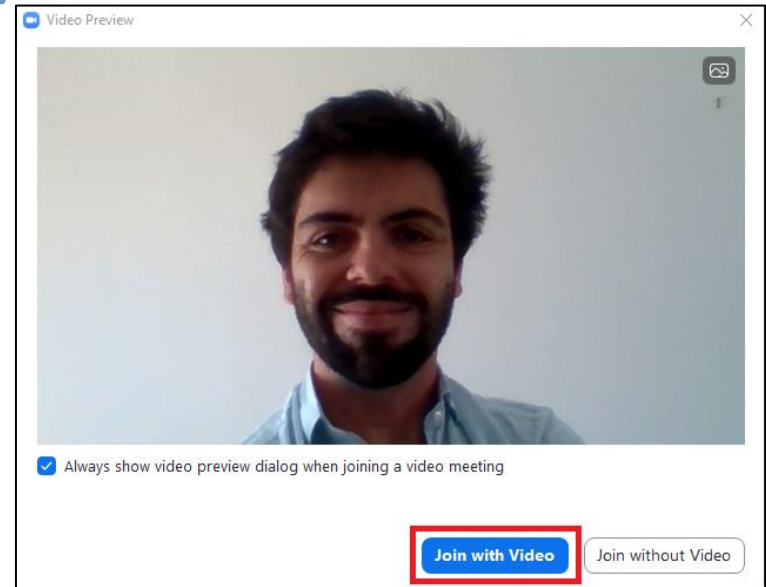 Video Preview
Always show video preview dialog when joining a video meeting
Join with Video
Join without Video